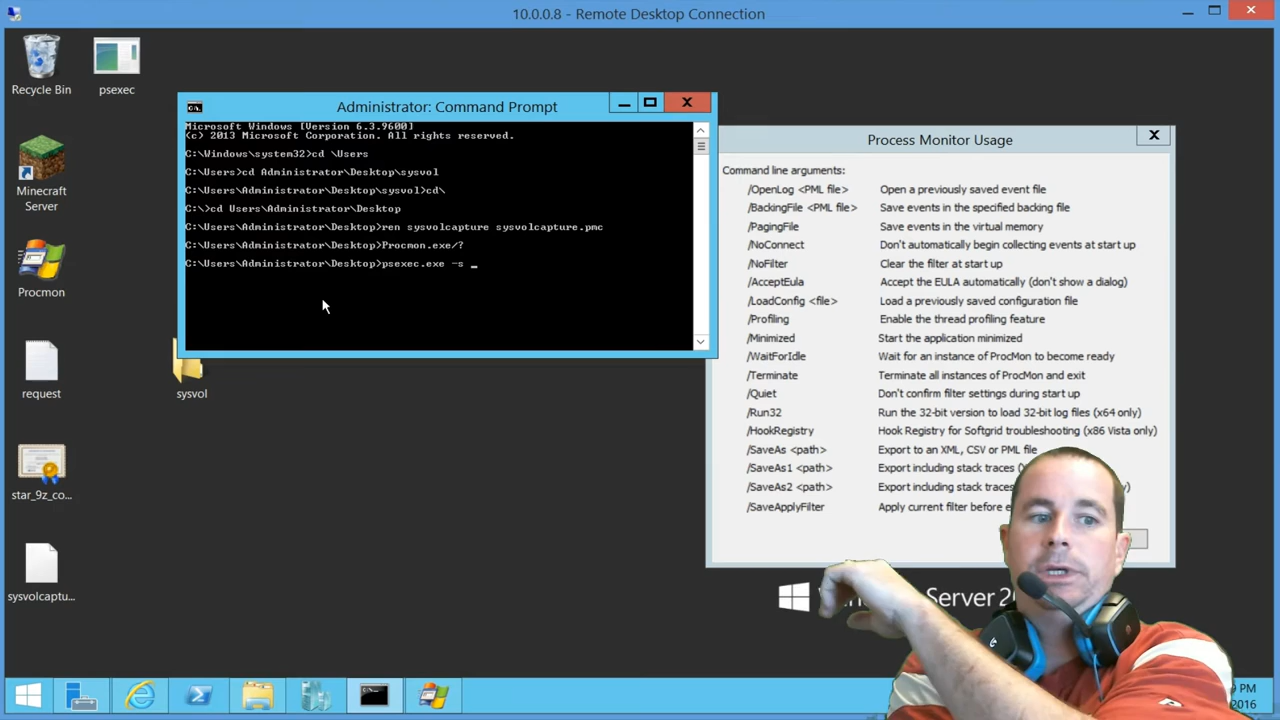 10.0.0.8 - Remote Desktop Connection
Recycle Bin
psexec
Minecraft
Server
Procmon
request
sysvol
star_9z_co...
sysvolcaptu...
Administrator: Command Prompt
Microsoft Windows [Version 6.3.9600]
(c) 2013 Microsoft Corporation. All rights reserved.
C:\Windows\system32>cd \Users
C:\Users>cd Administrator\Desktop\sysvol
C:\Users\Administrator\Desktop\sysvol>cd\
C:\>cd Users\Administrator\Desktop
C:\Users\Administrator\Desktop>ren sysvolcapture sysvolcapture.pmc
C:\Users\Administrator\Desktop>Procmon.exe/?
C:\Users\Administrator\Desktop>psexec.exe -s _
Process Monitor Usage
Command line arguments:
/OpenLog <PML file> Open a previously saved event file
/BackingFile <PML file> Save events in the specified backing file
/PagingFile Save events in the virtual memory
/NoConnect Don't automatically begin collecting events at start up
/NoFilter Clear the filter at start up
/AcceptEula Accept the EULA automatically (don't show a dialog)
/LoadConfig <file> Load a previously saved configuration file
/Profiling Enable the thread profiling feature
/Minimized Start the application minimized
/WaitForIdle Wait for an instance of ProcMon to become ready
/Terminate Terminate all instances of ProcMon and exit
/Quiet Don't confirm filter settings during start up
/Run32 Run the 32-bit version to load 32-bit log files (x64 only)
/HookRegistry Hook Registry for Softgrid troubleshooting (x86 Vista only)
/SaveAs <path> Export to an XML, CSV or PML file
/SaveAs1 <path> Export including stack traces
/SaveAs2 <path> Export including stack traces
/SaveApplyFilter Apply current filter before
Server
PM
2016